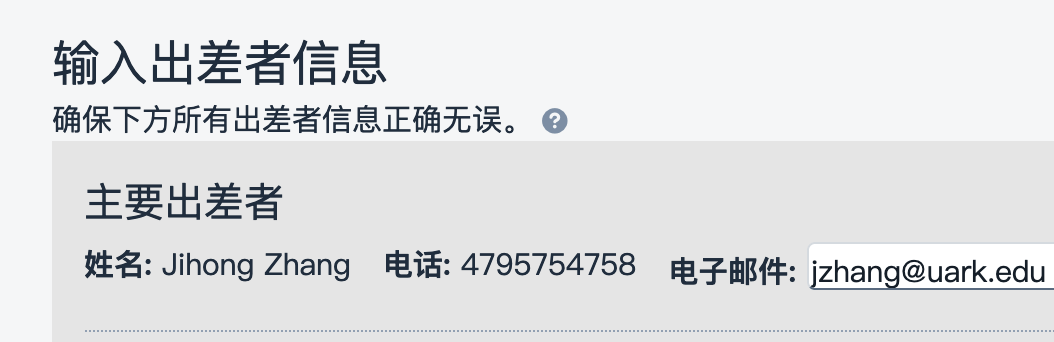 输入出差者信息
确保下方所有出差者信息正确无误。 ?
主要出差者
姓名: Jihong Zhang 电话: 4795754758 电子邮件: jzhang@uark.edu